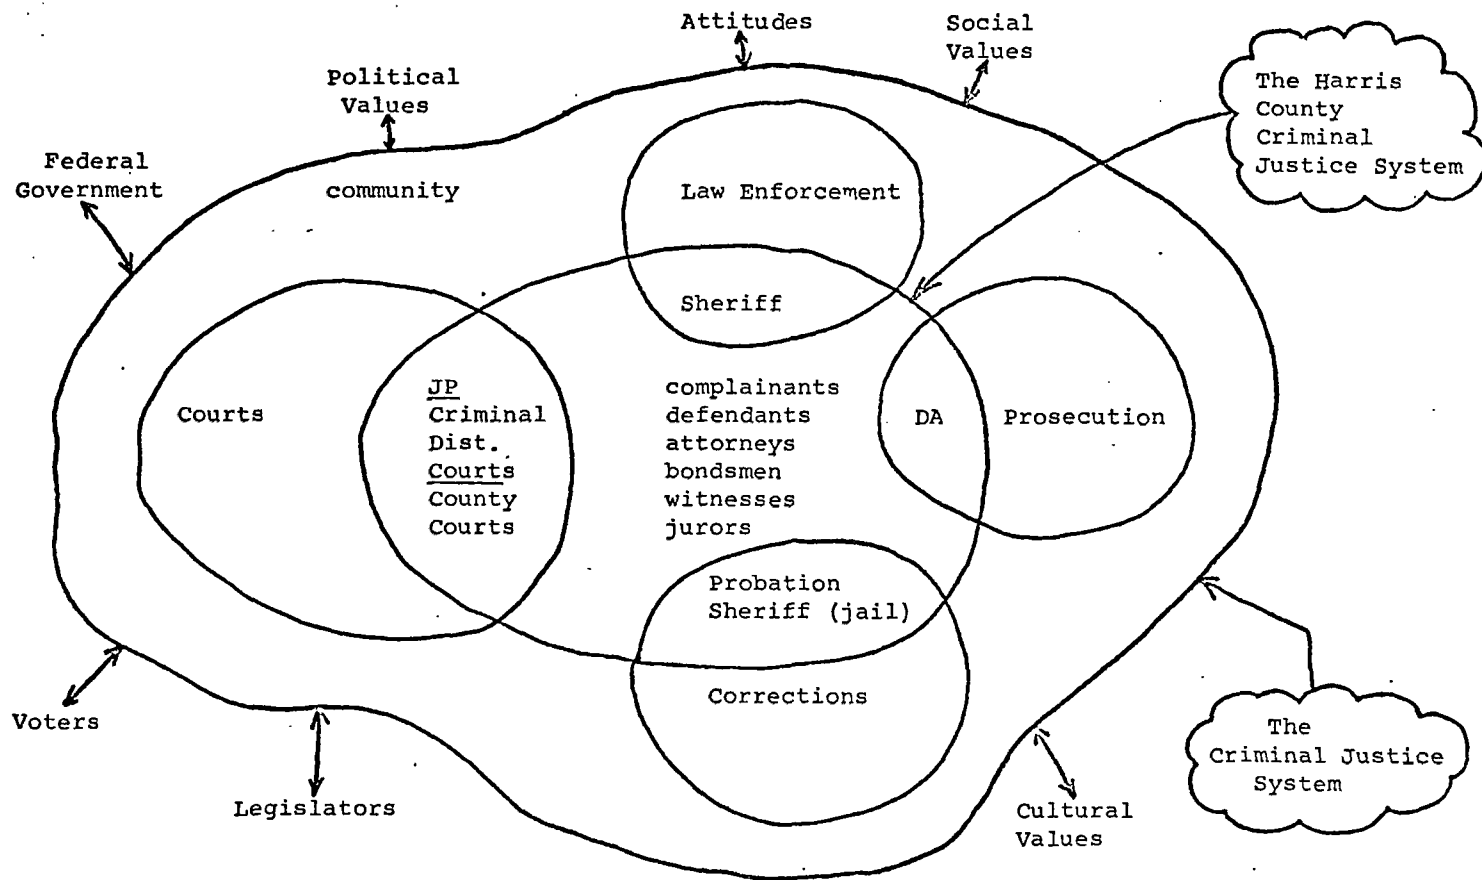 Attitudes
Social
Values
Political
Values
The Harris
County
Criminal
Justice System
Federal
Government
community
Law Enforcement
Sheriff
Courts
JP
Criminal
Dist.
Courts
County
Courts
complainants
defendants
attorneys
bondsmen
witnesses
jurors
DA
Prosecution
Probation
Sheriff (jail)
Corrections
Voters
Legislators
Cultural
Values
The
Criminal Justice
System